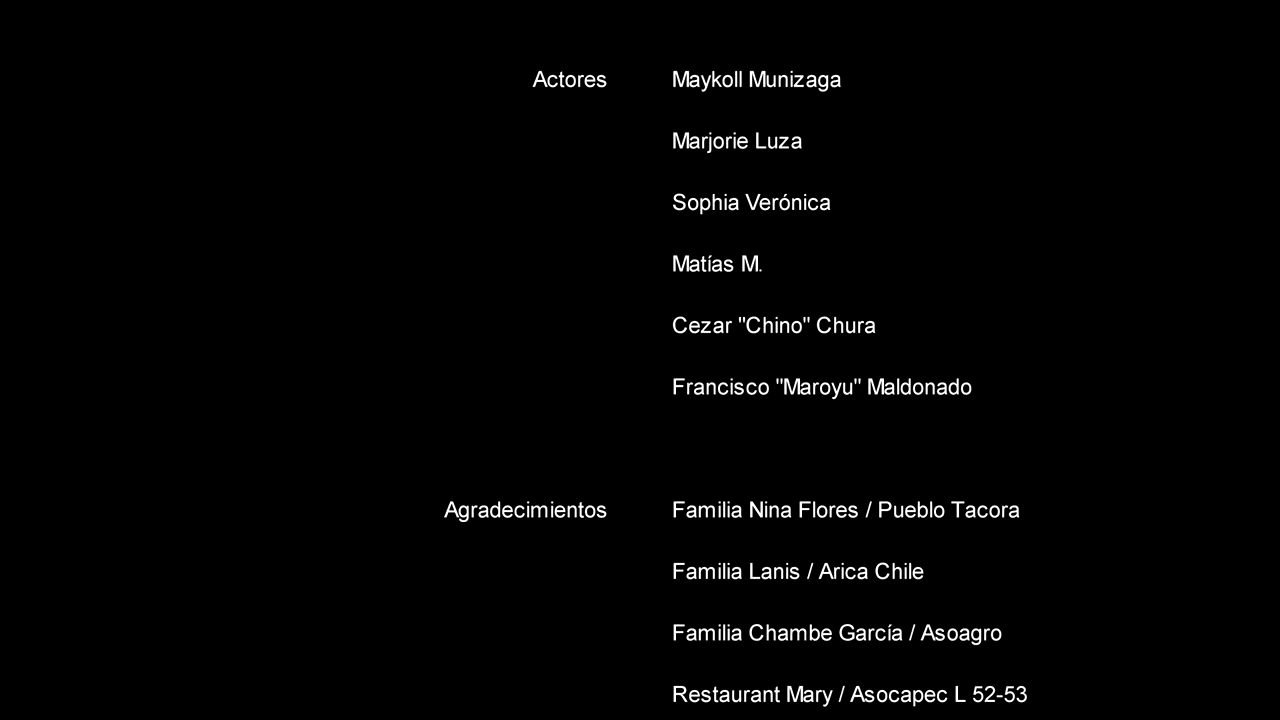 Actores Maykoll Munizaga
Marjorie Luza
Sophia Verónica
Matías M.
Cezar "Chino" Chura
Francisco "Maroyu" Maldonado
Agradecimientos Familia Nina Flores / Pueblo Tacora
Familia Lanis / Arica Chile
Familia Chambe García / Asoagro
Restaurant Mary / Asocapec L 52-53